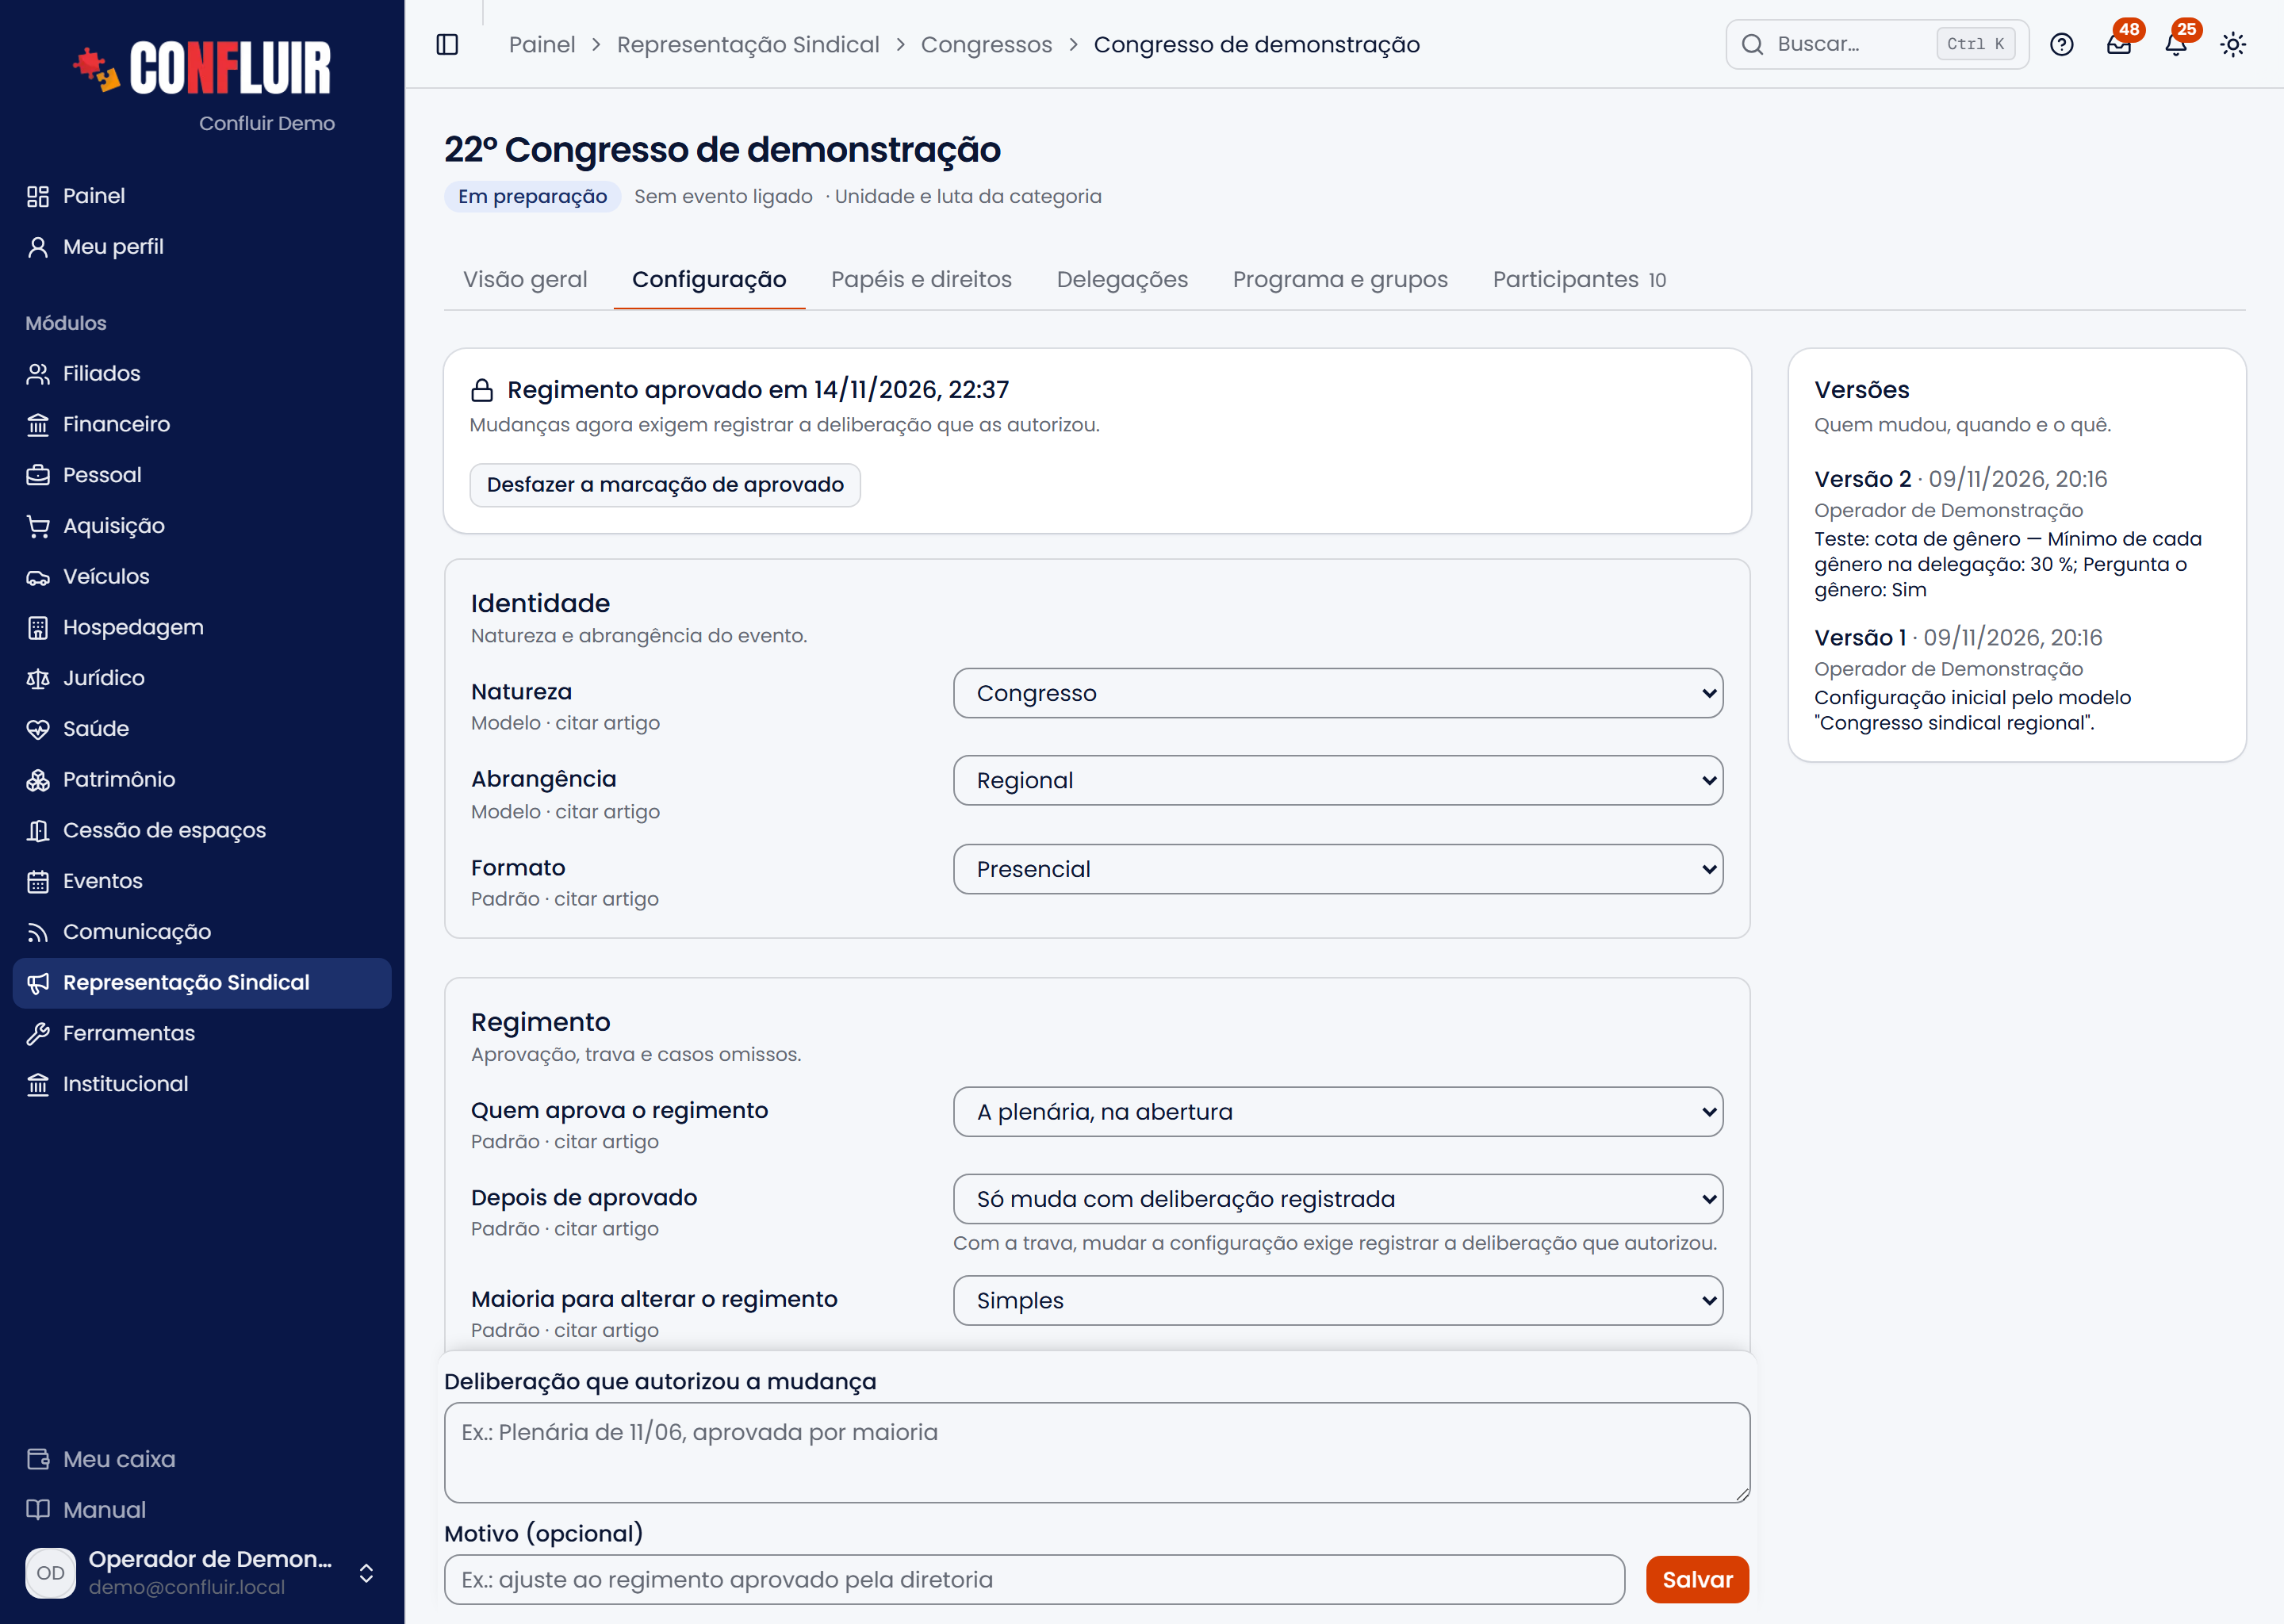 CONFLUIR
Confluir Demo
Painel
Meu perfil
Módulos
Filiados
Financeiro
Pessoal
Aquisição
Veículos
Hospedagem
Jurídico
Saúde
Patrimônio
Cessão de espaços
Eventos
Comunicação
Representação Sindical
Ferramentas
Institucional
Meu caixa
Manual
OD
Operador de Demon...
demo@confluir.local
Painel > Representação Sindical > Congressos > Congresso de demonstração
Buscar...
Ctrl K
48
25
22º Congresso de demonstração
Em preparação Sem evento ligado · Unidade e luta da categoria
Visão geral Configuração Papéis e direitos Delegações Programa e grupos Participantes 10
Regimento aprovado em 14/11/2026, 22:37
Mudanças agora exigem registrar a deliberação que as autorizou.
Desfazer a marcação de aprovado
Identidade
Natureza e abrangência do evento.
Natureza
Modelo · citar artigo
Congresso
Abrangência
Modelo · citar artigo
Regional
Formato
Padrão · citar artigo
Presencial
Regimento
Aprovação, trava e casos omissos.
Quem aprova o regimento
Padrão · citar artigo
A plenária, na abertura
Depois de aprovado
Padrão · citar artigo
Só muda com deliberação registrada
Com a trava, mudar a configuração exige registrar a deliberação que autorizou.
Maioria para alterar o regimento
Padrão · citar artigo
Simples
Deliberação que autorizou a mudança
Ex.: Plenária de 11/06, aprovada por maioria
Motivo (opcional)
Ex.: ajuste ao regimento aprovado pela diretoria
Salvar
Versões
Quem mudou, quando e o quê.
Versão 2 · 09/11/2026, 20:16
Operador de Demonstração
Teste: cota de gênero — Mínimo de cada
gênero na delegação: 30 %; Pergunta o
gênero: Sim
Versão 1 · 09/11/2026, 20:16
Operador de Demonstração
Configuração inicial pelo modelo
"Congresso sindical regional".